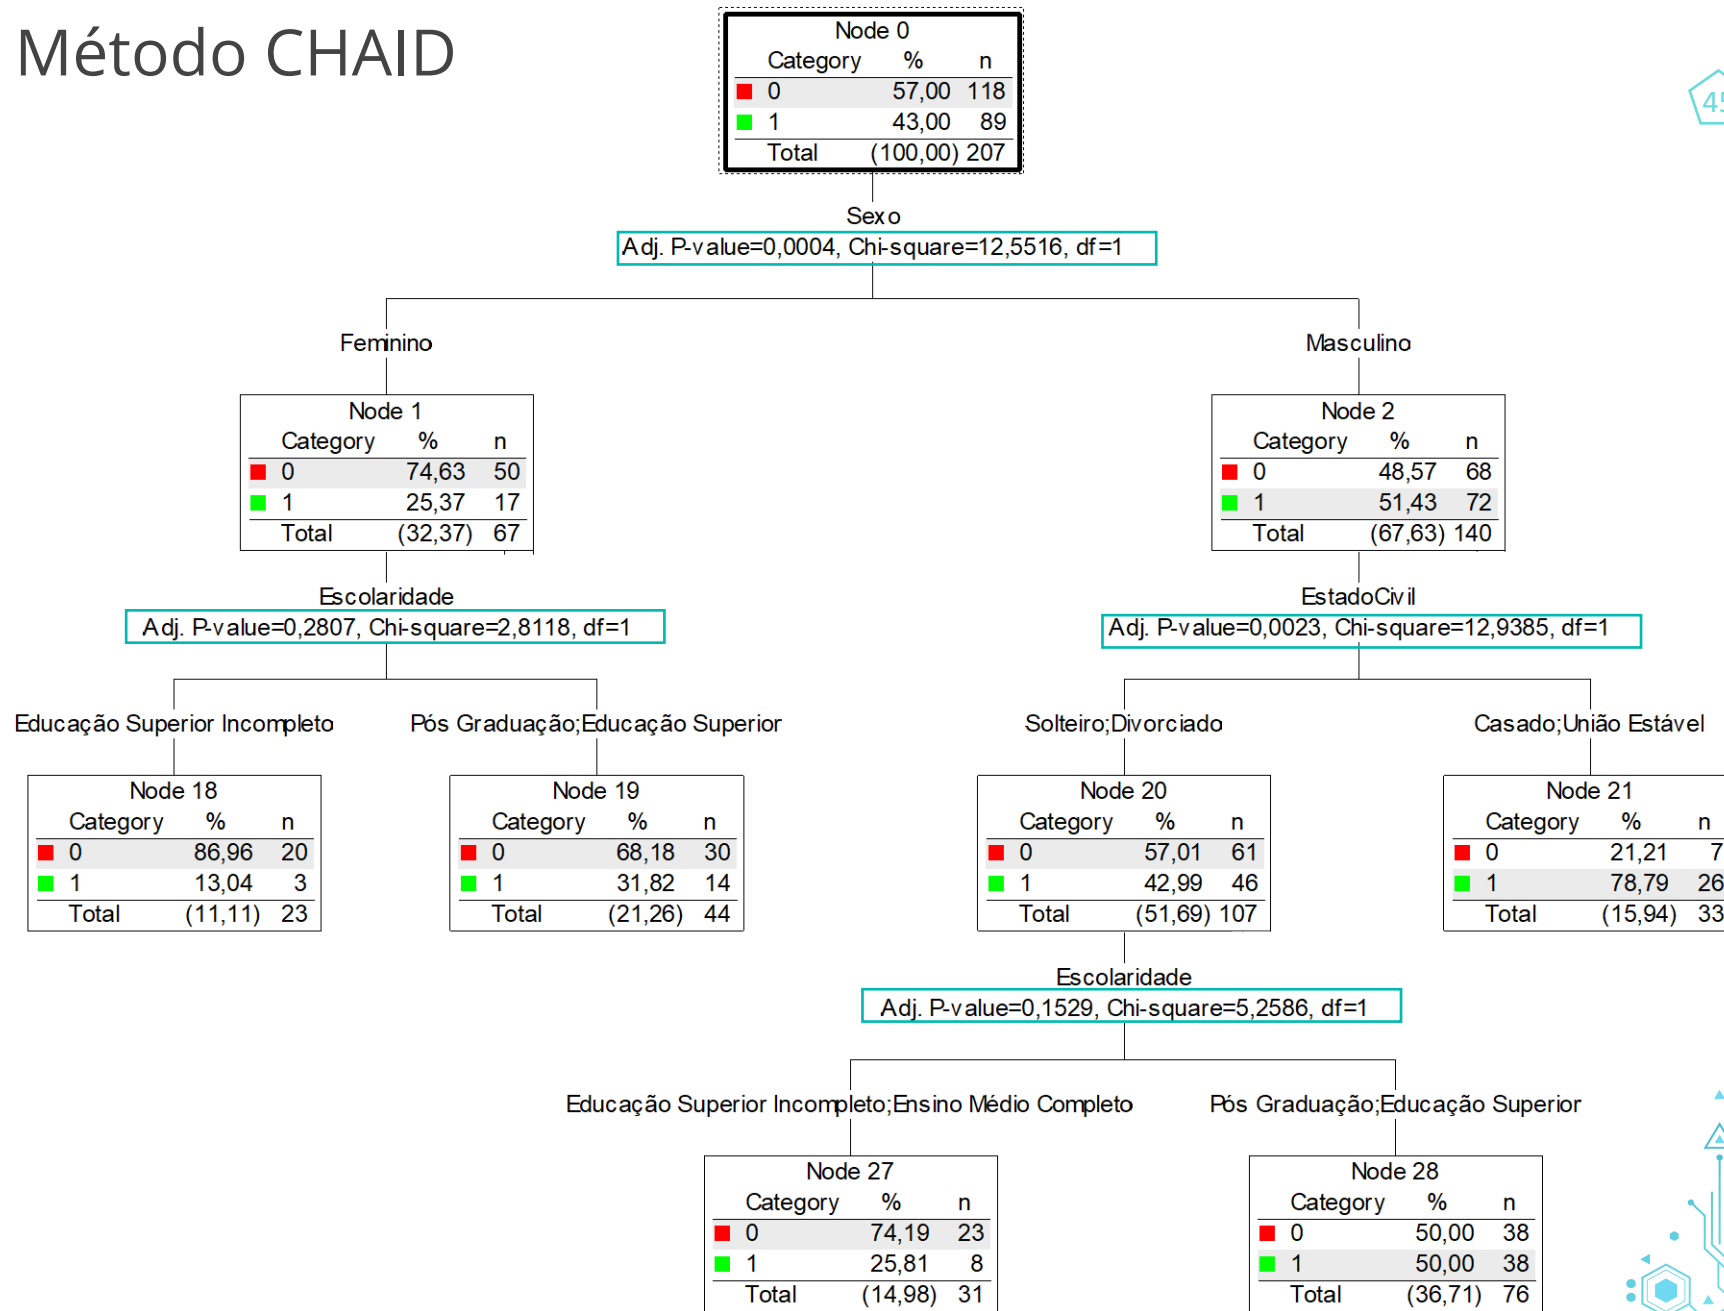 Método CHAID
45
Node 0
Category % n
0 57,00 118
1 43,00 89
Total (100,00) 207
Sexo
Adj. P-value=0,0004, Chi-square=12,5516, df=1
Feminino
Masculino
Node 1
Category % n
0 74,63 50
1 25,37 17
Total (32,37) 67
Node 2
Category % n
0 48,57 68
1 51,43 72
Total (67,63) 140
Escolaridade
Adj. P-value=0,2807, Chi-square=2,8118, df=1
EstadoCivil
Adj. P-value=0,0023, Chi-square=12,9385, df=1
Educação Superior Incompleto
Pós Graduação;Educação Superior
Solteiro;Divorciado
Casado;União Estável
Node 18
Category % n
0 86,96 20
1 13,04 3
Total (11,11) 23
Node 19
Category % n
0 68,18 30
1 31,82 14
Total (21,26) 44
Node 20
Category % n
0 57,01 61
1 42,99 46
Total (51,69) 107
Node 21
Category % n
0 21,21 7
1 78,79 26
Total (15,94) 33
Escolaridade
Adj. P-value=0,1529, Chi-square=5,2586, df=1
Educação Superior Incompleto;Ensino Médio Completo
Pós Graduação;Educação Superior
Node 27
Category % n
0 74,19 23
1 25,81 8
Total (14,98) 31
Node 28
Category % n
0 50,00 38
1 50,00 38
Total (36,71) 76